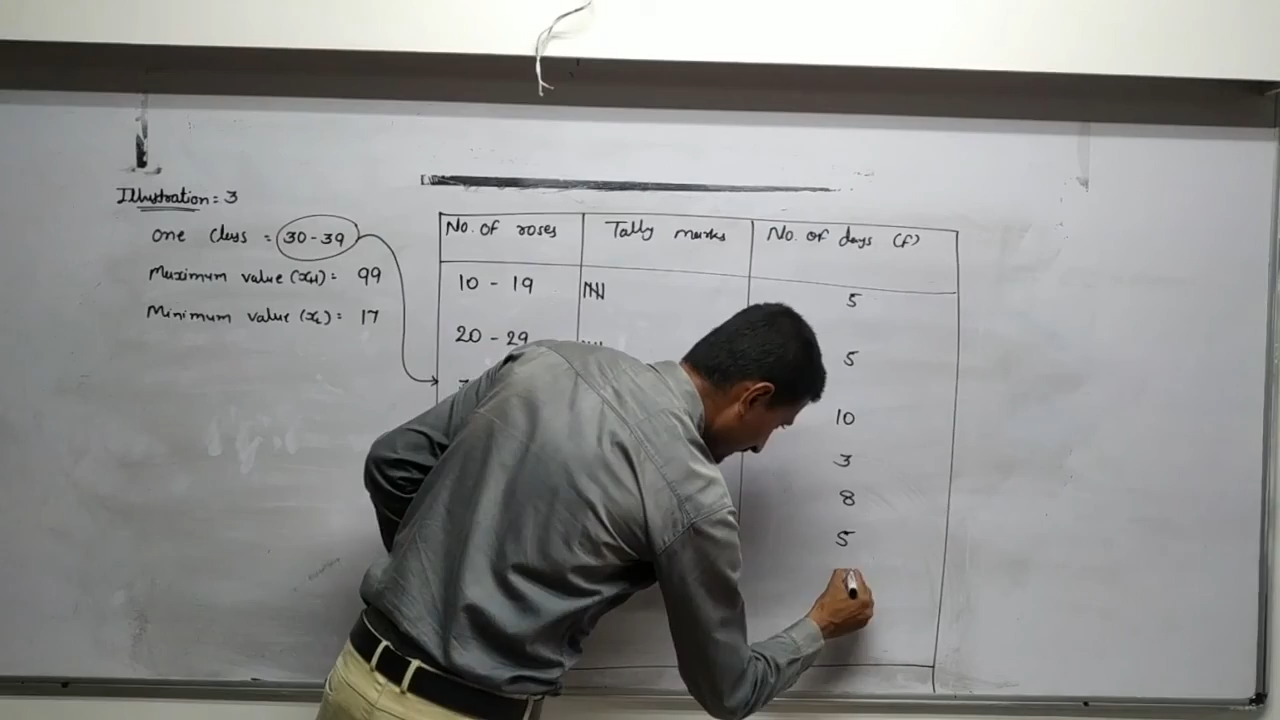 Illustration = 3
One class = 30 - 39
Maximum value (xH) = 99
Minimum value (xL) = 17
No. of roses Tally marks No. of days (f)
10 - 19 5
20 - 29 5
10
3
8
5